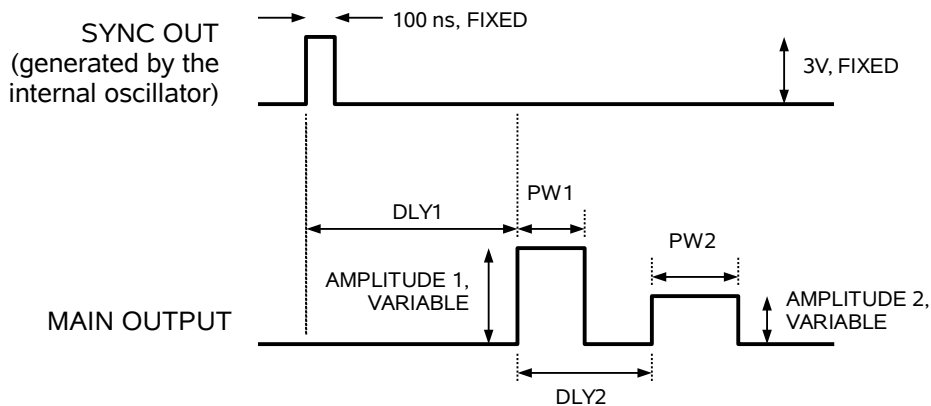 100 ns, FIXED
SYNC OUT
(generated by the
internal oscillator)
3V, FIXED
PW1
DLY1
PW2
AMPLITUDE 1,
VARIABLE
AMPLITUDE 2,
VARIABLE
MAIN OUTPUT
DLY2